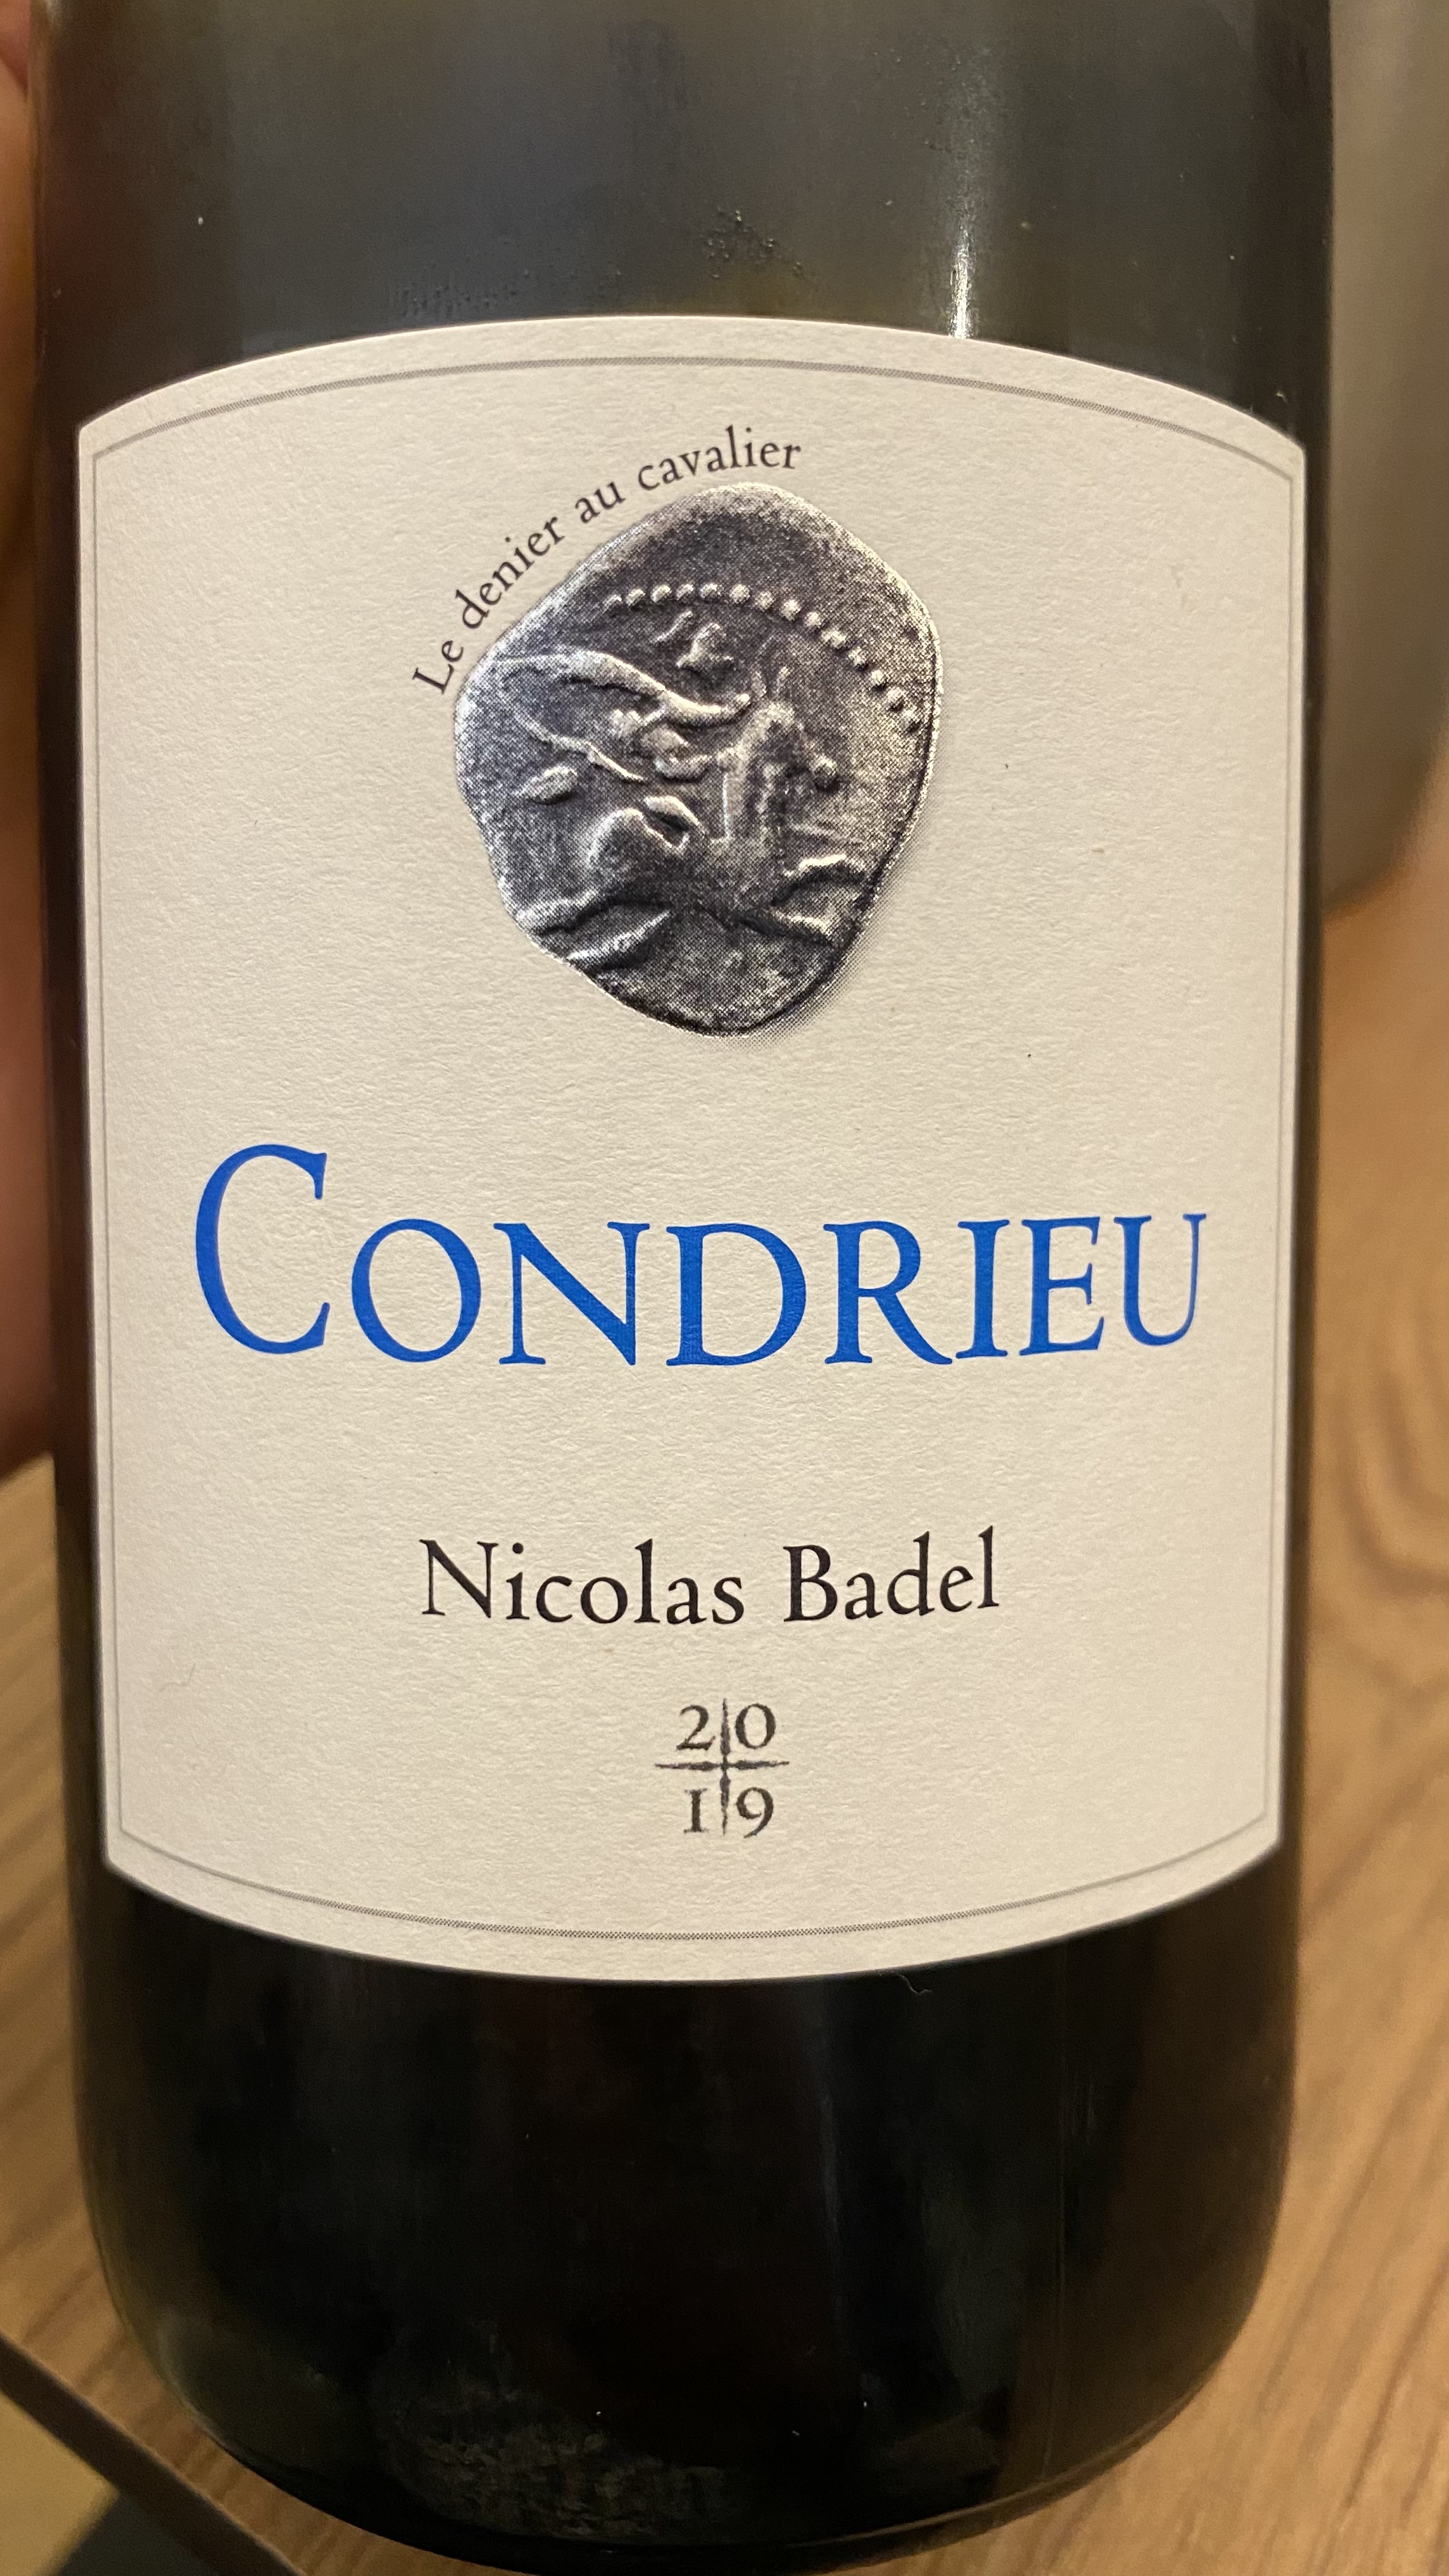 Le denier au cavalier
CONDRIEU
Nicolas Badel
20
19